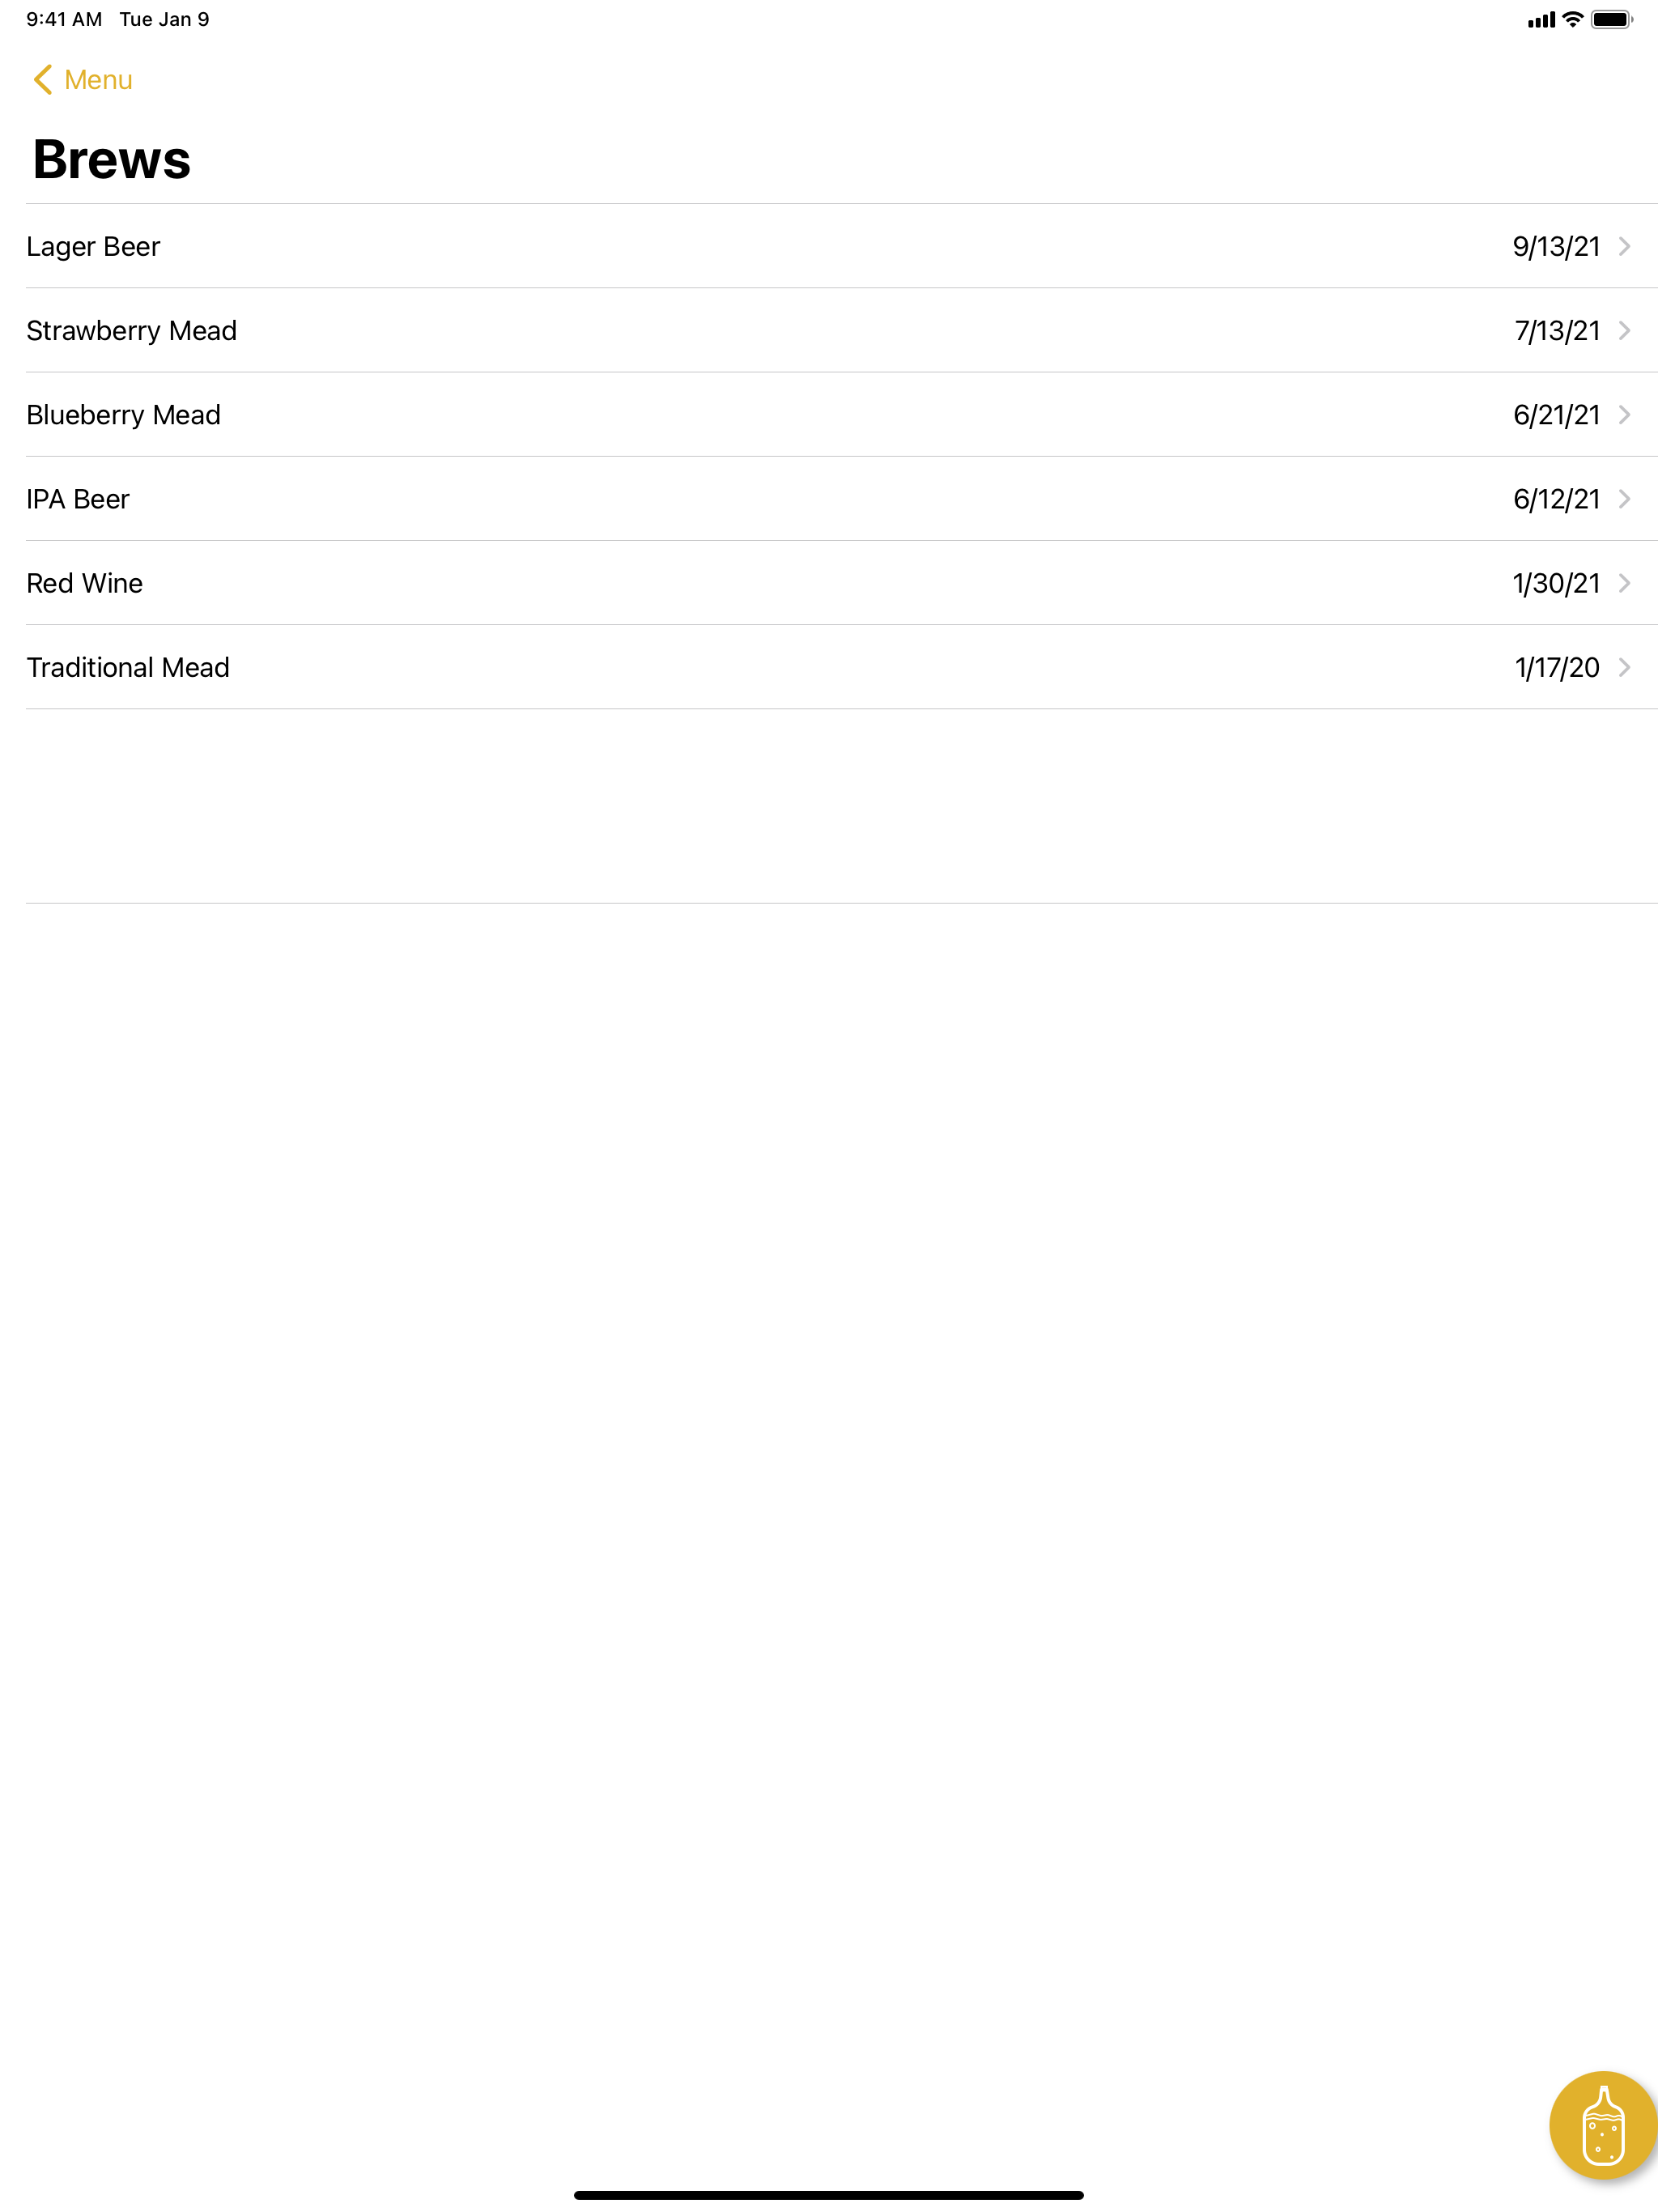 9:41 AM Tue Jan 9
Menu
Brews
Lager Beer 9/13/21
Strawberry Mead 7/13/21
Blueberry Mead 6/21/21
IPA Beer 6/12/21
Red Wine 1/30/21
Traditional Mead 1/17/20